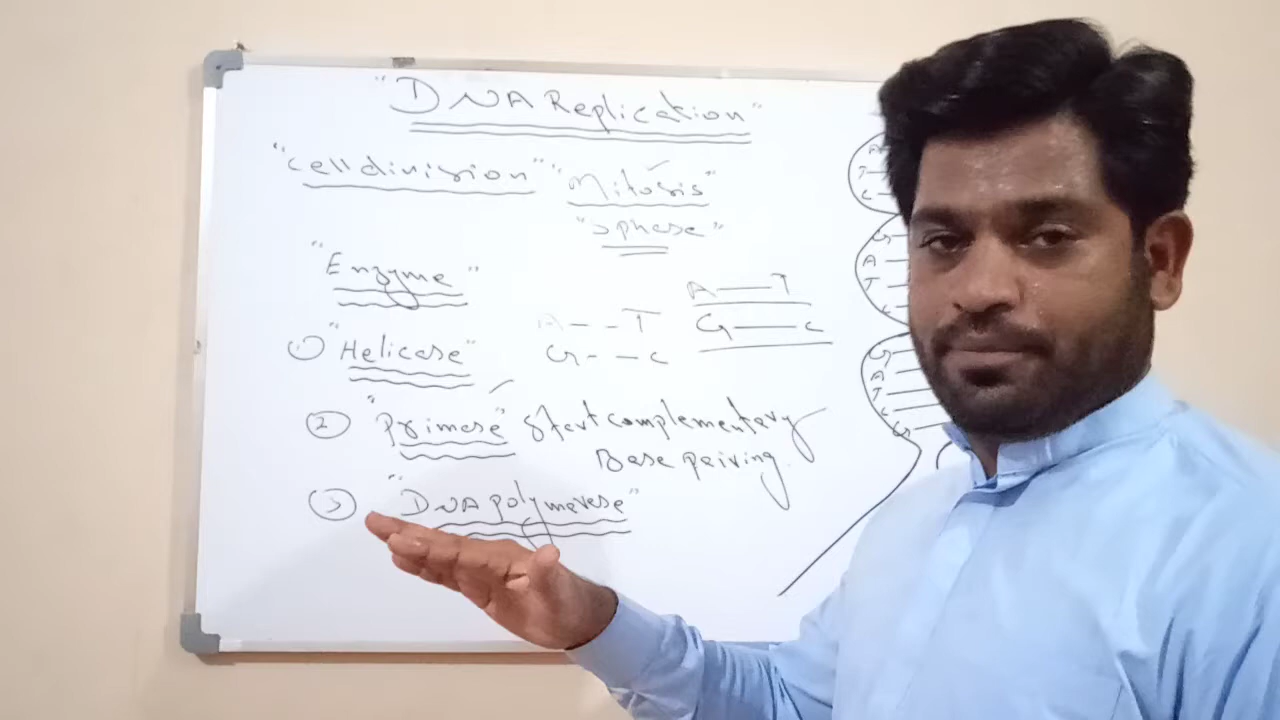 "DNA Replication"
"cell division" "Mitosis"
"S phase"
"Enzyme"
A — T
A - - T G — c
① "Helicase" G - - c
② "Primase" start complementary
Base pairing
③ "DNA polymerase"
A
T
C
G
A
T
C
G
A
T
G